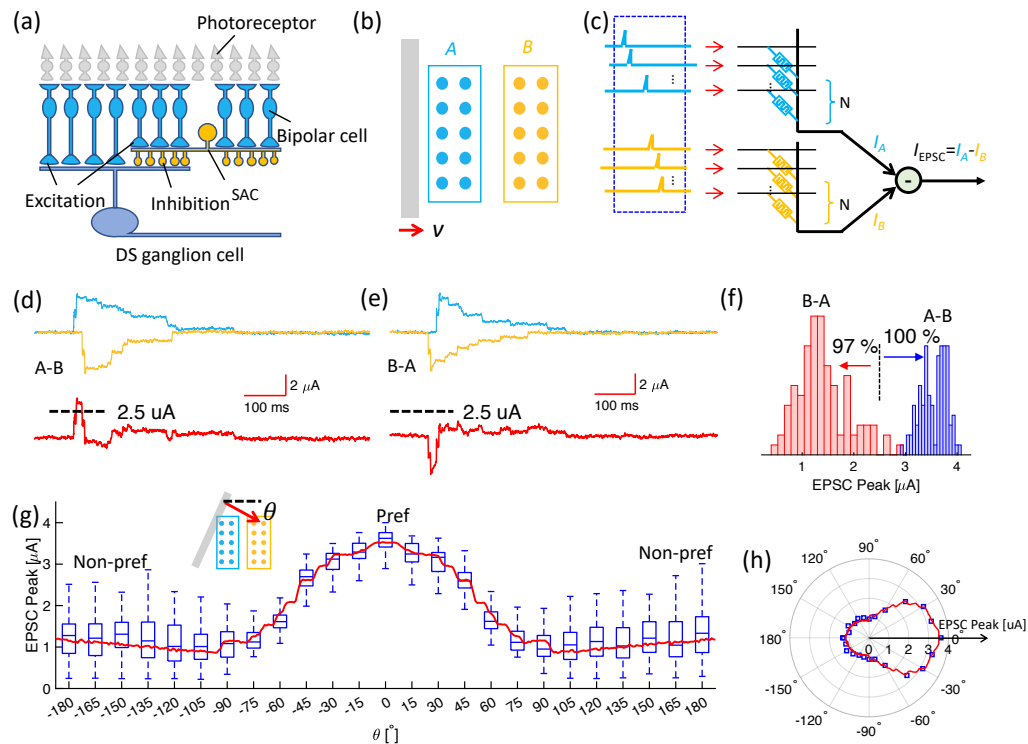 (a)
Photoreceptor
Bipolar cell
SAC
Excitation
Inhibition
DS ganglion cell
(b)
A
B
v
(c)
N
I_A
I_EPSC=I_A-I_B
-
N
I_B
(d)
A-B
2 μA
100 ms
2.5 uA
(e)
B-A
2 μA
100 ms
2.5 uA
(f)
B-A
A-B
97 %
100 %
1 2 3 4
EPSC Peak [μA]
(g)
θ
Pref
Non-pref
Non-pref
EPSC Peak [μA]
4
3
2
1
0
-180 -165 -150 -135 -120 -105 -90 -75 -60 -45 -30 -15 0 15 30 45 60 75 90 105 120 135 150 165 180
θ [°]
(h)
90°
120° 60°
150° 30°
EPSC Peak [uA]
180° 0 1 2 3 4 0°
-150° -30°
-120° -60°
-90°